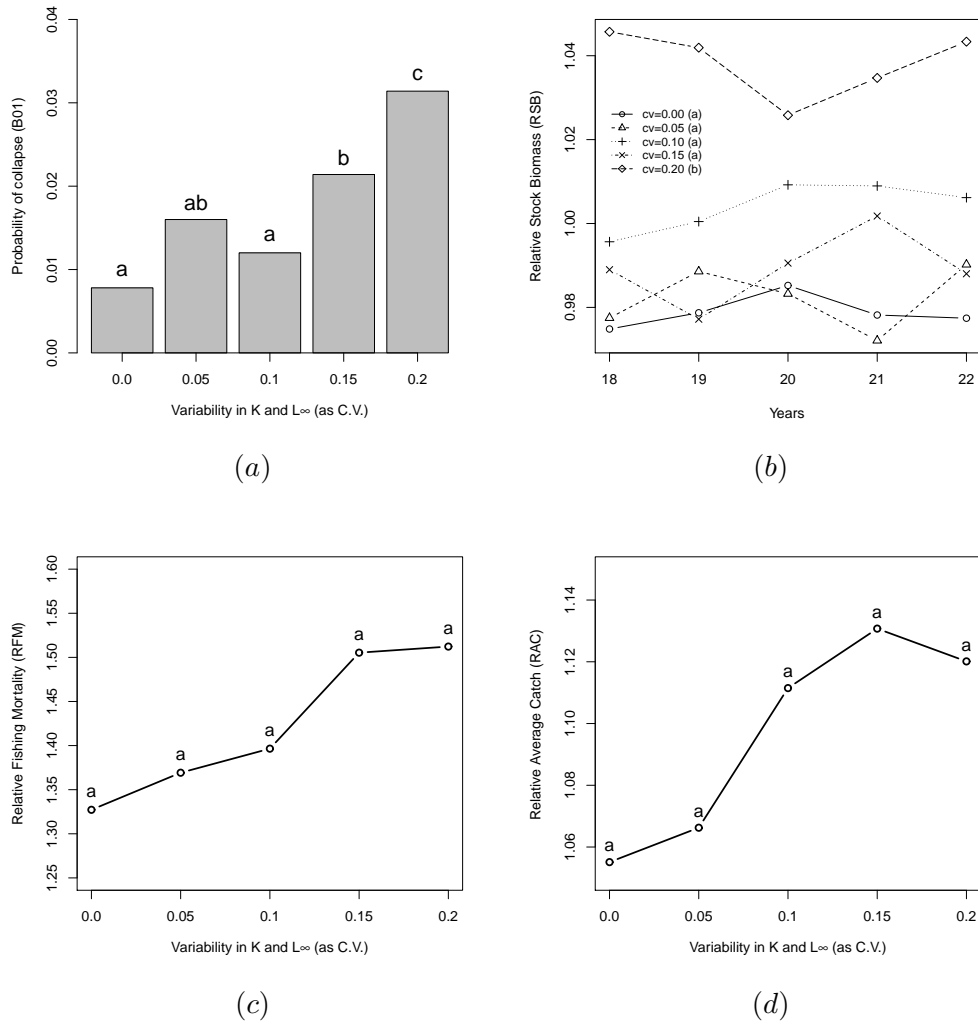 Probability of collapse (B01)
0.04
0.03
0.02
0.01
0.00
a
ab
a
b
c
0.0 0.05 0.1 0.15 0.2
Variability in K and L∞ (as C.V.)
(a)
Relative Stock Biomass (RSB)
1.04
1.02
1.00
0.98
cv=0.00 (a)
cv=0.05 (a)
cv=0.10 (a)
cv=0.15 (a)
cv=0.20 (b)
18 19 20 21 22
Years
(b)
Relative Fishing Mortality (RFM)
1.60
1.55
1.50
1.45
1.40
1.35
1.30
1.25
a
a
a
a
a
0.0 0.05 0.1 0.15 0.2
Variability in K and L∞ (as C.V.)
(c)
Relative Average Catch (RAC)
1.14
1.12
1.10
1.08
1.06
a
a
a
a
a
0.0 0.05 0.1 0.15 0.2
Variability in K and L∞ (as C.V.)
(d)